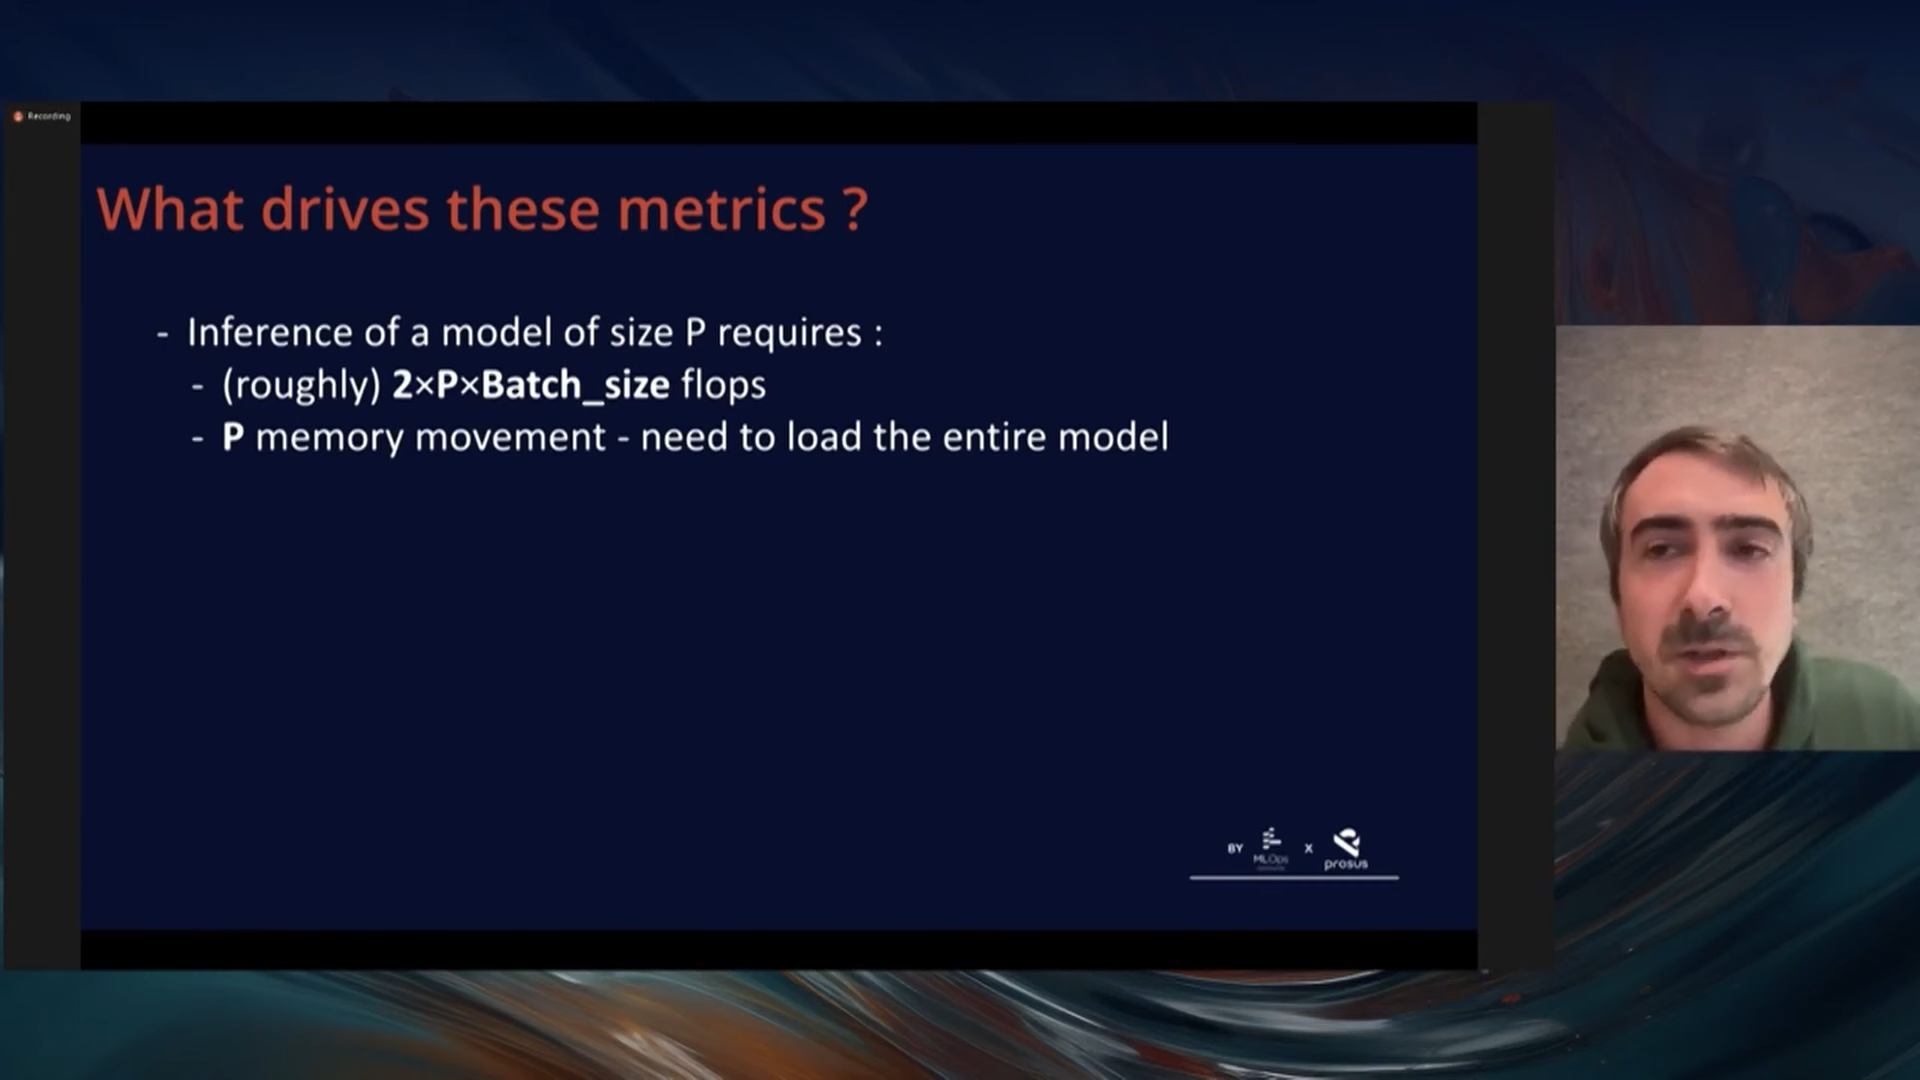 Recording
What drives these metrics ?
- Inference of a model of size P requires :
- (roughly) 2×P×Batch_size flops
- P memory movement - need to load the entire model
BY MLOps X prosus